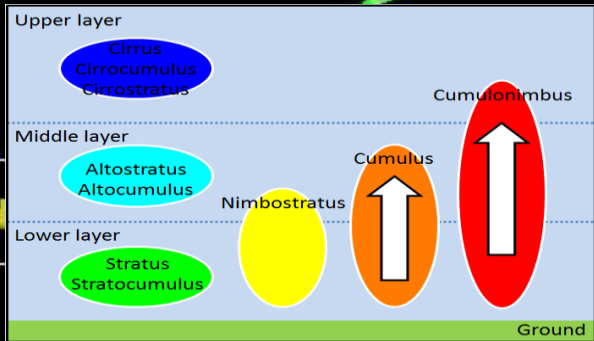 Upper layer
Cirrus
Cirrocumulus
Cirrostratus
Cumulonimbus
Middle layer
Altostratus
Altocumulus
Cumulus
Nimbostratus
Lower layer
Stratus
Stratocumulus
Ground